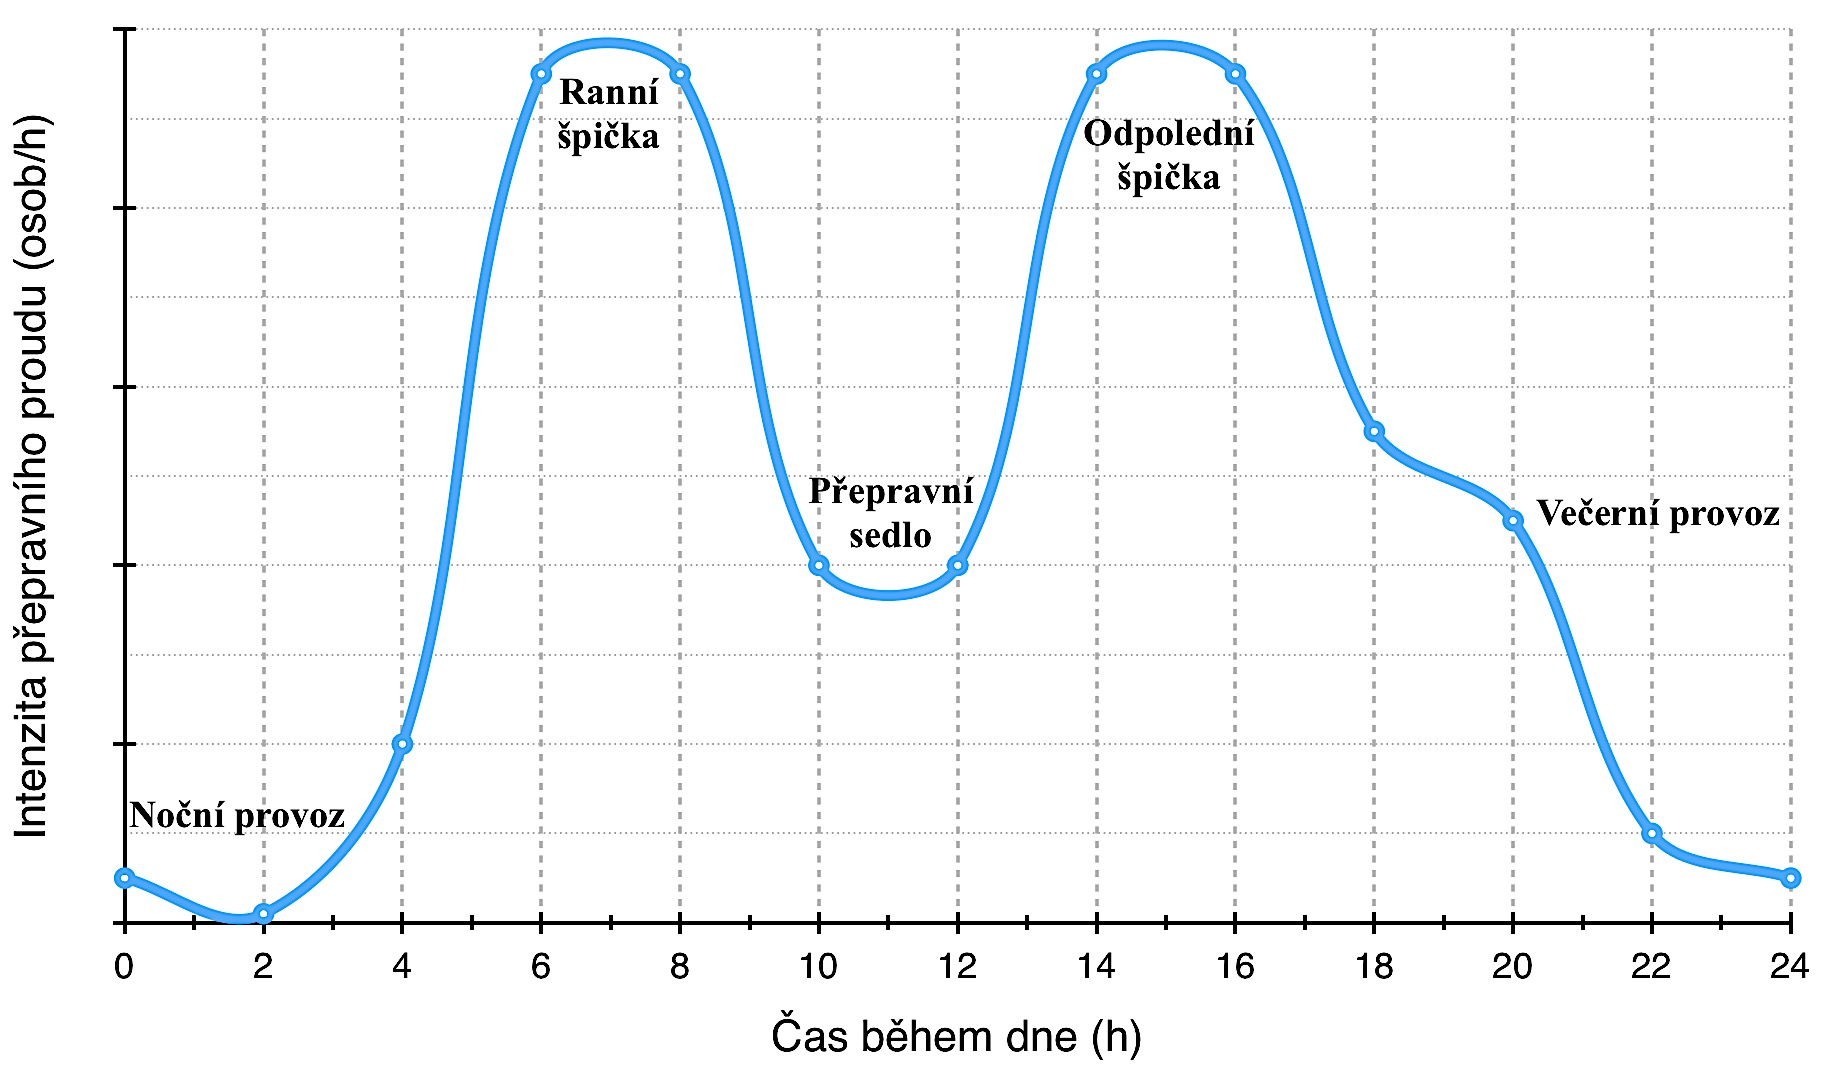 Intenzita přepravního proudu (osob/h)
Ranní
špička
Odpolední
špička
Přepravní
sedlo
Večerní provoz
Noční provoz
0 2 4 6 8 10 12 14 16 18 20 22 24
Čas během dne (h)